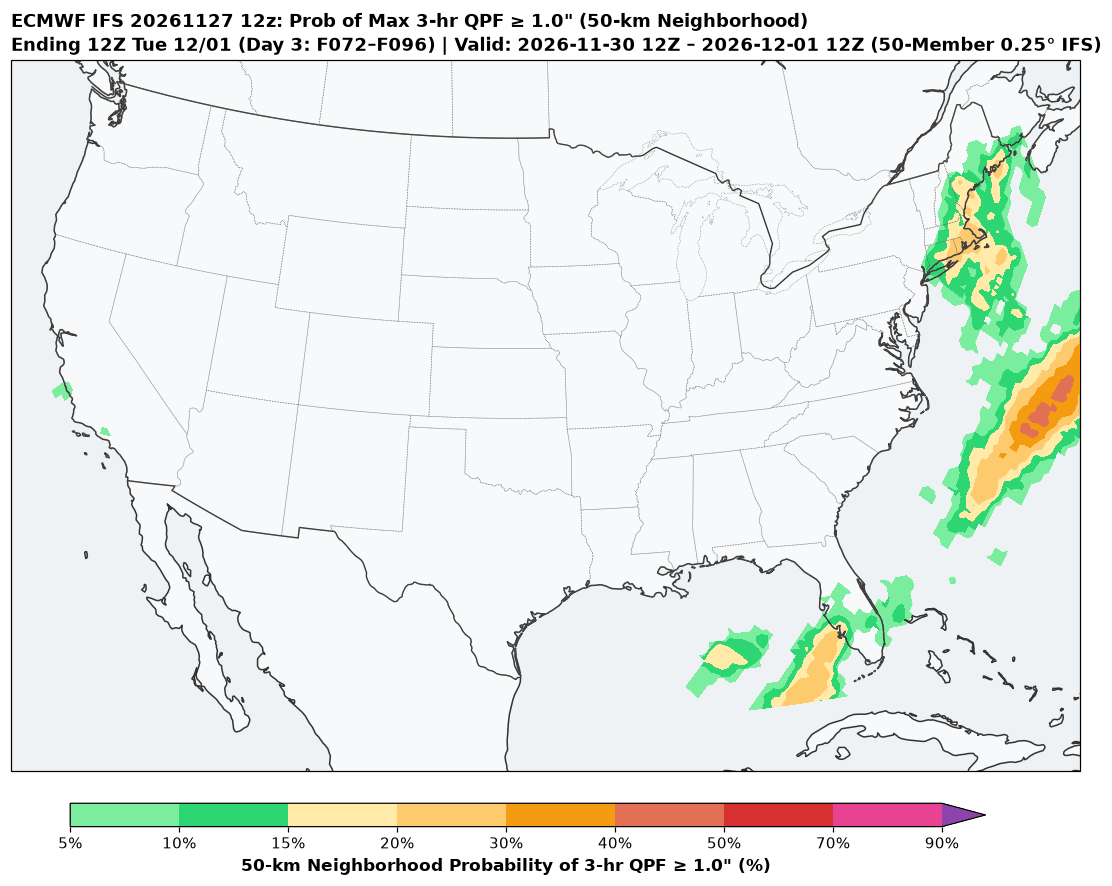 ECMWF IFS 20261127 12z: Prob of Max 3-hr QPF ≥ 1.0" (50-km Neighborhood)
Ending 12Z Tue 12/01 (Day 3: F072–F096) | Valid: 2026-11-30 12Z – 2026-12-01 12Z (50-Member 0.25° IFS)
5% 10% 15% 20% 30% 40% 50% 70% 90%
50-km Neighborhood Probability of 3-hr QPF ≥ 1.0" (%)